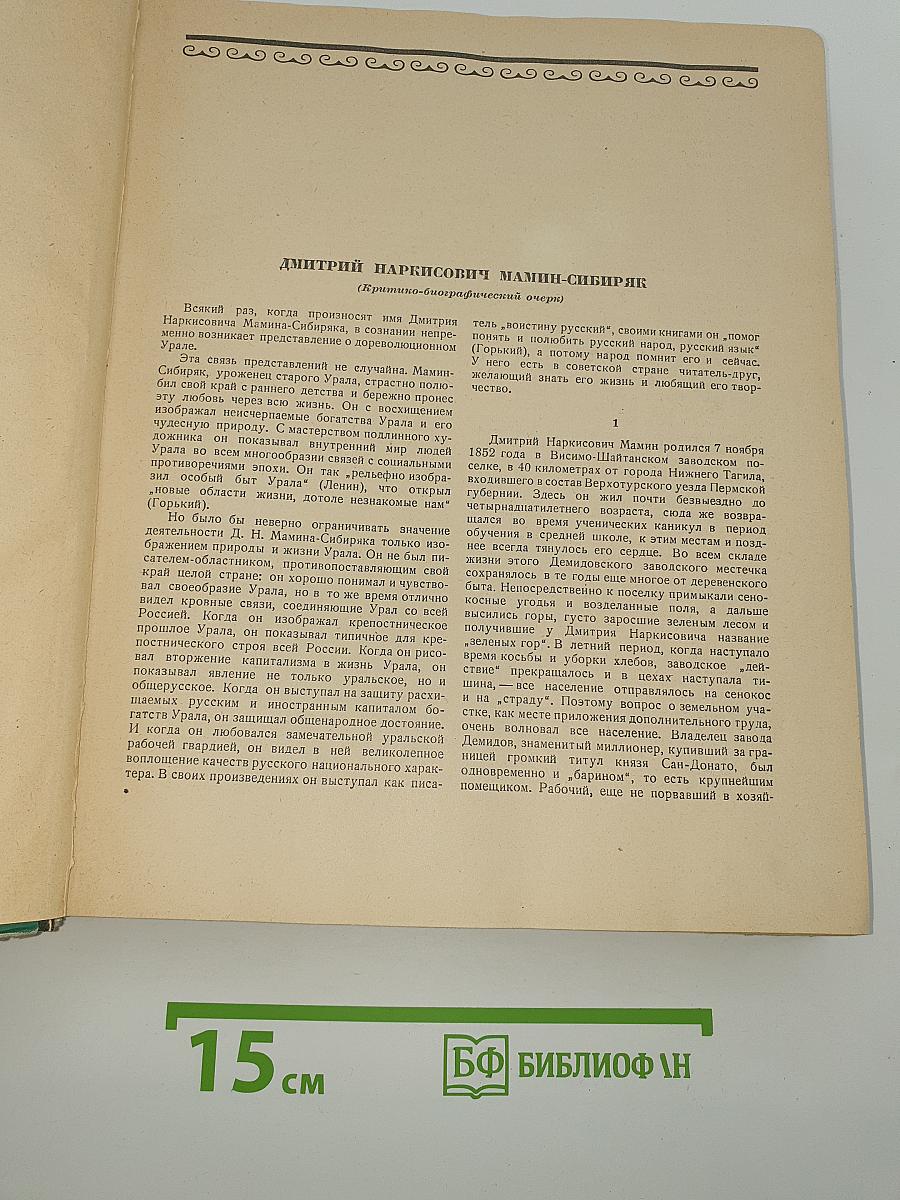 ДМИТРИЙ НАРКИСОВИЧ МАМИН-СИБИРЯК
(Критико-биографический очерк)
Всякий раз, когда произносят имя Дмитрия
Наркисовича Мамина-Сибиряка, в сознании непре-
менно возникает представление о дореволюционном
Урале.
Эта связь представлений не случайна. Мамин-
Сибиряк, уроженец старого Урала, страстно полю-
бил свой край с раннего детства и бережно пронес
эту любовь через всю жизнь. Он с восхищением
изображал неисчерпаемые богатства Урала и его
чудесную природу. С мастерством подлинного ху-
дожника он показывал внутренний мир людей
Урала во всем многообразии связей с социальными
противоречиями эпохи. Он так „рельефно изобра-
зил особый быт Урала“ (Ленин), что открыл
„новые области жизни, дотоле незнакомые нам“
(Горький).
Но было бы неверно ограничивать значение
деятельности Д. Н. Мамина-Сибиряка только изо-
бражением природы и жизни Урала. Он не был пи-
сателем-областником, противопоставляющим свой
край целой стране: он хорошо понимал и чувство-
вал своеобразие Урала, но в то же время отлично
видел кровные связи, соединяющие Урал со всей
Россией. Когда он изображал крепостническое
прошлое Урала, он показывал типичное для кре-
постнического строя всей России. Когда он рисо-
вал вторжение капитализма в жизнь Урала, он
показывал явление не только уральское, но и
общерусское. Когда он выступал на защиту расхи-
щаемых русским и иностранным капиталом бо-
гатств Урала, он защищал общенародное достояние.
И когда он любовался замечательной уральской
рабочей гвардией, он видел в ней великолепное
воплощение качеств русского национального харак-
тера. В своих произведениях он выступал как писа-
тель „воистину русский“, своими книгами он „помог
понять и полюбить русский народ, русский язык“
(Горький), а потому народ помнит его и сейчас.
У него есть в советской стране читатель-друг,
желающий знать его жизнь и любящий его твор-
чество.
1
Дмитрий Наркисович Мамин родился 7 ноября
1852 года в Висимо-Шайтанском заводском по-
селке, в 40 километрах от города Нижнего Тагила,
входившего в состав Верхотурского уезда Пермской
губернии. Здесь он жил почти безвыездно до
четырнадцатилетнего возраста, сюда же возвра-
щался во время ученических каникул в период
обучения в средней школе, к этим местам и позд-
нее всегда тянулось его сердце. Во всем складе
жизни этого Демидовского заводского местечка
сохранялось в те годы еще многое от деревенского
быта. Непосредственно к поселку примыкали сено-
косные угодья и возделанные поля, а дальше
высились горы, густо заросшие зеленым лесом и
получившие у Дмитрия Наркисовича название
„зеленых гор“. В летний период, когда наступало
время косьбы и уборки хлебов, заводское „дей-
ствие“ прекращалось и в цехах наступала ти-
шина, — все население отправлялось на сенокос
и на „страду“. Поэтому вопрос о земельном уча-
стке, как месте приложения дополнительного труда,
очень волновал все население. Владелец завода
Демидов, знаменитый миллионер, купивший за гра-
ницей громкий титул князя Сан-Донато, был
одновременно и „барином“, то есть крупнейшим
помещиком. Рабочий, еще не порвавший в хозяй-
15 см
БФ БИБЛИОФ\Н